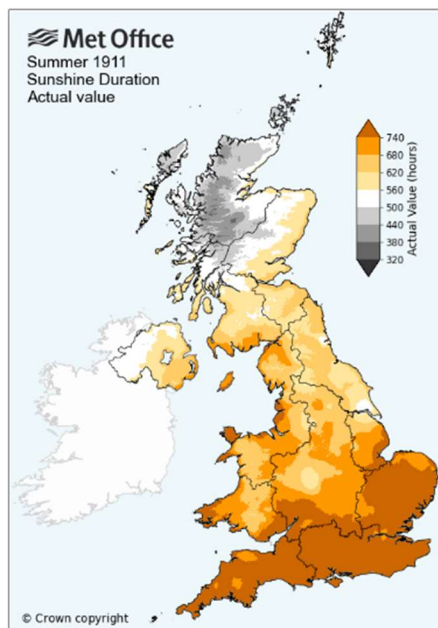 Met Office
Summer 1911
Sunshine Duration
Actual value
740
680
620
560
500
440
380
320
Actual Value (hours)
© Crown copyright